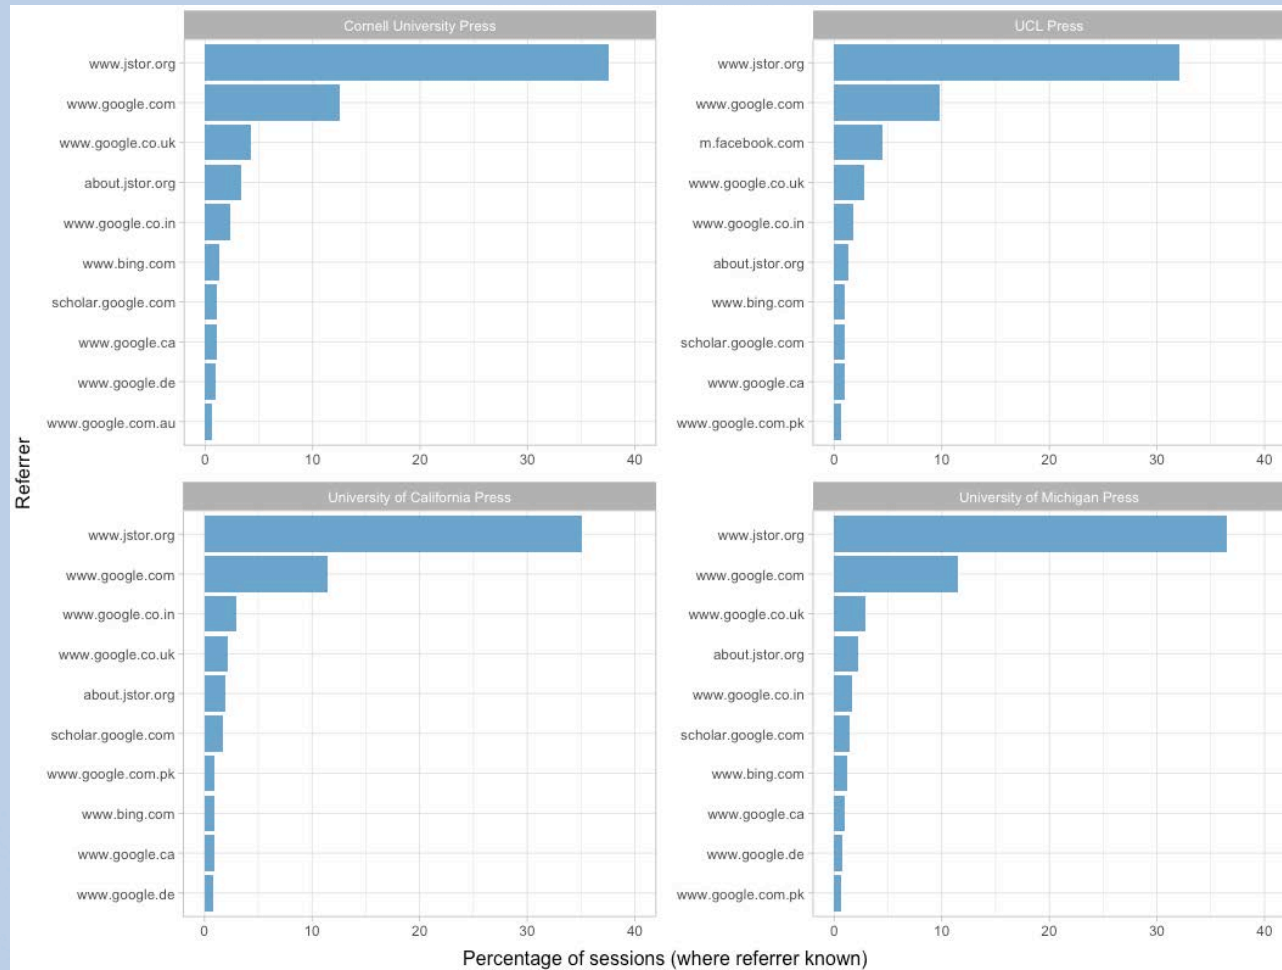 Cornell University Press
www.jstor.org
www.google.com
www.google.co.uk
about.jstor.org
www.google.co.in
www.bing.com
scholar.google.com
www.google.ca
www.google.de
www.google.com.au
0 10 20 30 40
UCL Press
www.jstor.org
www.google.com
m.facebook.com
www.google.co.uk
www.google.co.in
about.jstor.org
www.bing.com
scholar.google.com
www.google.ca
www.google.com.pk
0 10 20 30 40
Referrer
University of California Press
www.jstor.org
www.google.com
www.google.co.in
www.google.co.uk
about.jstor.org
scholar.google.com
www.google.com.pk
www.bing.com
www.google.ca
www.google.de
0 10 20 30 40
University of Michigan Press
www.jstor.org
www.google.com
www.google.co.uk
about.jstor.org
www.google.co.in
scholar.google.com
www.bing.com
www.google.ca
www.google.de
www.google.com.pk
0 10 20 30 40
Percentage of sessions (where referrer known)